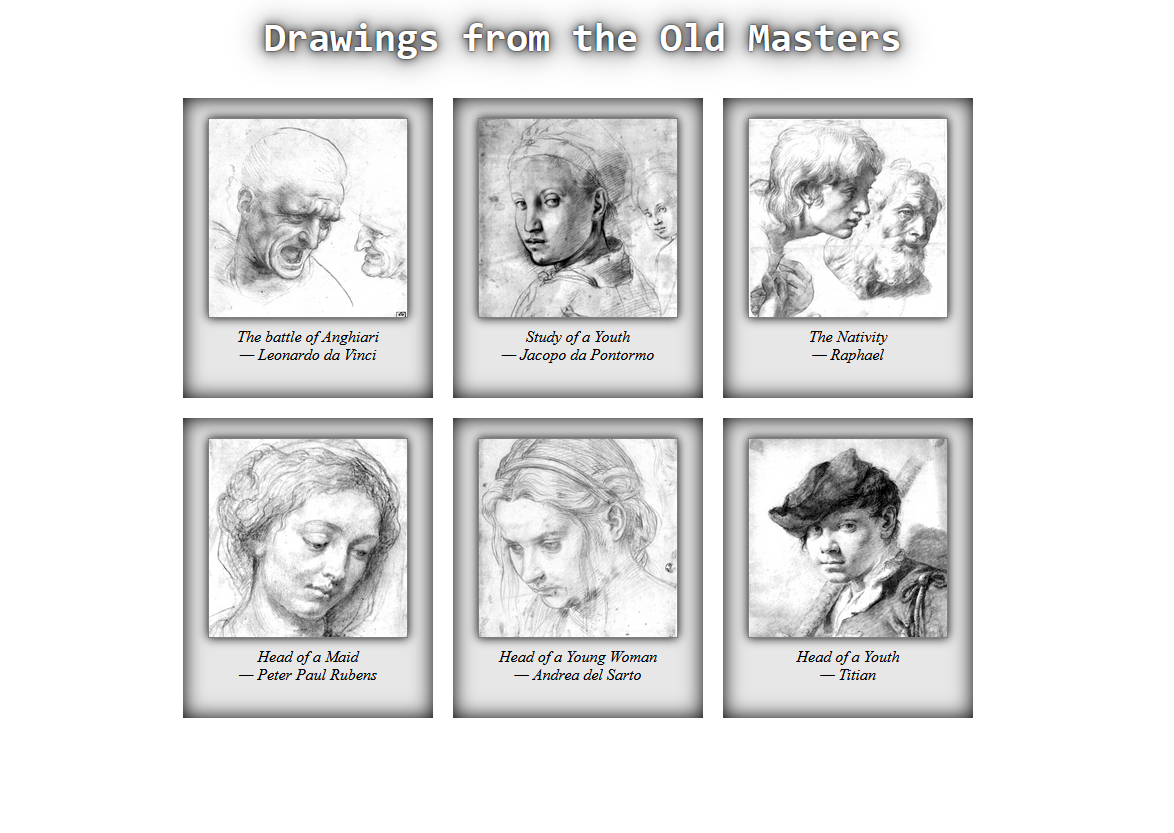 Drawings from the Old Masters
The battle of Anghiari
— Leonardo da Vinci
Study of a Youth
— Jacopo da Pontormo
The Nativity
— Raphael
Head of a Maid
— Peter Paul Rubens
Head of a Young Woman
— Andrea del Sarto
Head of a Youth
— Titian